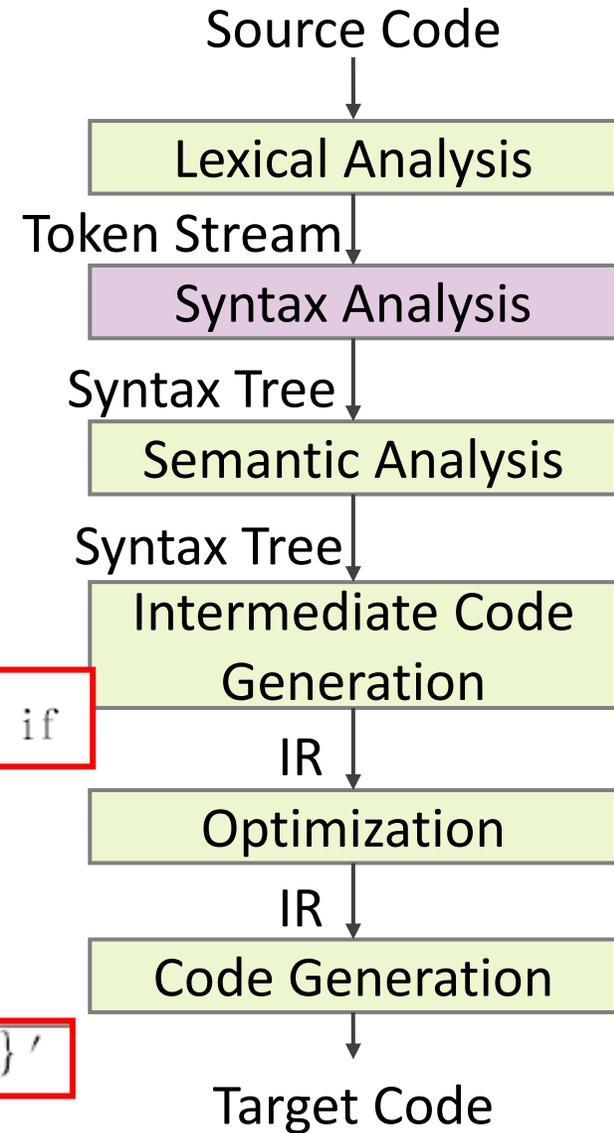 Source Code
Lexical Analysis
Token Stream
Syntax Analysis
Syntax Tree
Semantic Analysis
Syntax Tree
Intermediate Code
Generation
if
IR
Optimization
IR
Code Generation
}'
Target Code